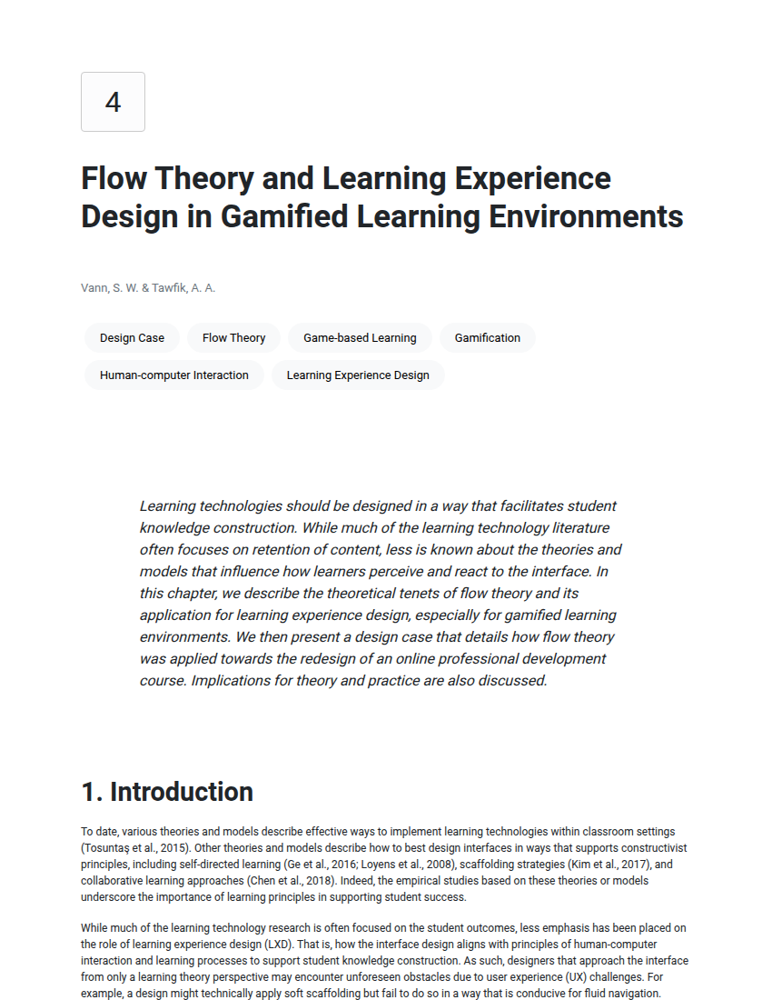 4
Flow Theory and Learning Experience
Design in Gamified Learning Environments
Vann, S. W. & Tawfik, A. A.
Design Case
Flow Theory
Game-based Learning
Gamification
Human-computer Interaction
Learning Experience Design
Learning technologies should be designed in a way that facilitates student
knowledge construction. While much of the learning technology literature
often focuses on retention of content, less is known about the theories and
models that influence how learners perceive and react to the interface. In
this chapter, we describe the theoretical tenets of flow theory and its
application for learning experience design, especially for gamified learning
environments. We then present a design case that details how flow theory
was applied towards the redesign of an online professional development
course. Implications for theory and practice are also discussed.
1. Introduction
To date, various theories and models describe effective ways to implement learning technologies within classroom settings
(Tosuntaş et al., 2015). Other theories and models describe how to best design interfaces in ways that supports constructivist
principles, including self-directed learning (Ge et al., 2016; Loyens et al., 2008), scaffolding strategies (Kim et al., 2017), and
collaborative learning approaches (Chen et al., 2018). Indeed, the empirical studies based on these theories or models
underscore the importance of learning principles in supporting student success.
While much of the learning technology research is often focused on the student outcomes, less emphasis has been placed on
the role of learning experience design (LXD). That is, how the interface design aligns with principles of human-computer
interaction and learning processes to support student knowledge construction. As such, designers that approach the interface
from only a learning theory perspective may encounter unforeseen obstacles due to user experience (UX) challenges. For
example, a design might technically apply soft scaffolding but fail to do so in a way that is conducive for fluid navigation.